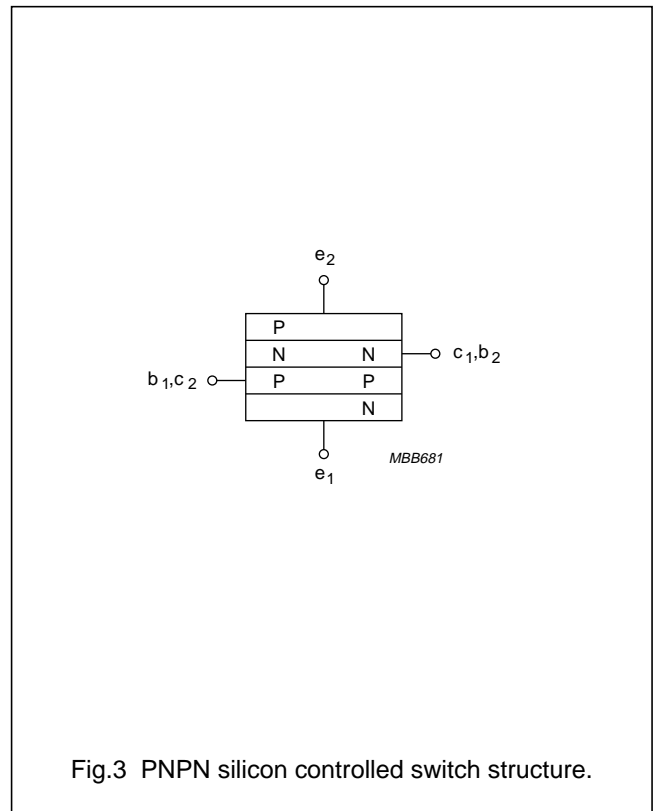 e2
P
N N c1,b2
b1,c2 P P
N
MBB681
e1
Fig.3 PNPN silicon controlled switch structure.